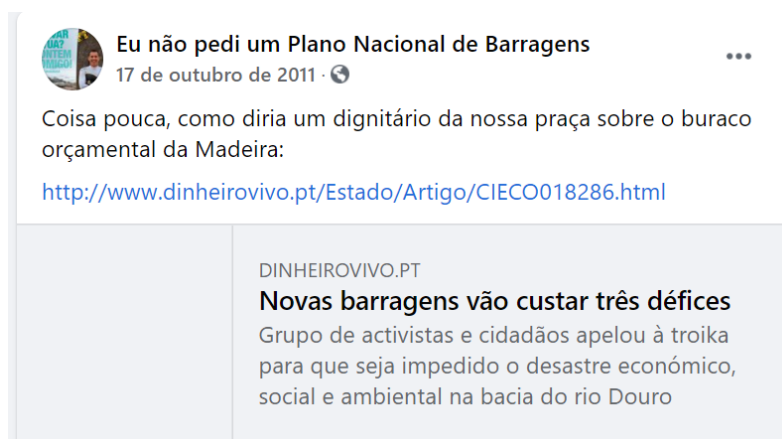 Eu não pedi um Plano Nacional de Barragens
17 de outubro de 2011 ·
Coisa pouca, como diria um dignitário da nossa praça sobre o buraco
orçamental da Madeira:
http://www.dinheirovivo.pt/Estado/Artigo/CIECO018286.html
DINHEIROVIVO.PT
Novas barragens vão custar três défices
Grupo de activistas e cidadãos apelou à troika
para que seja impedido o desastre económico,
social e ambiental na bacia do rio Douro